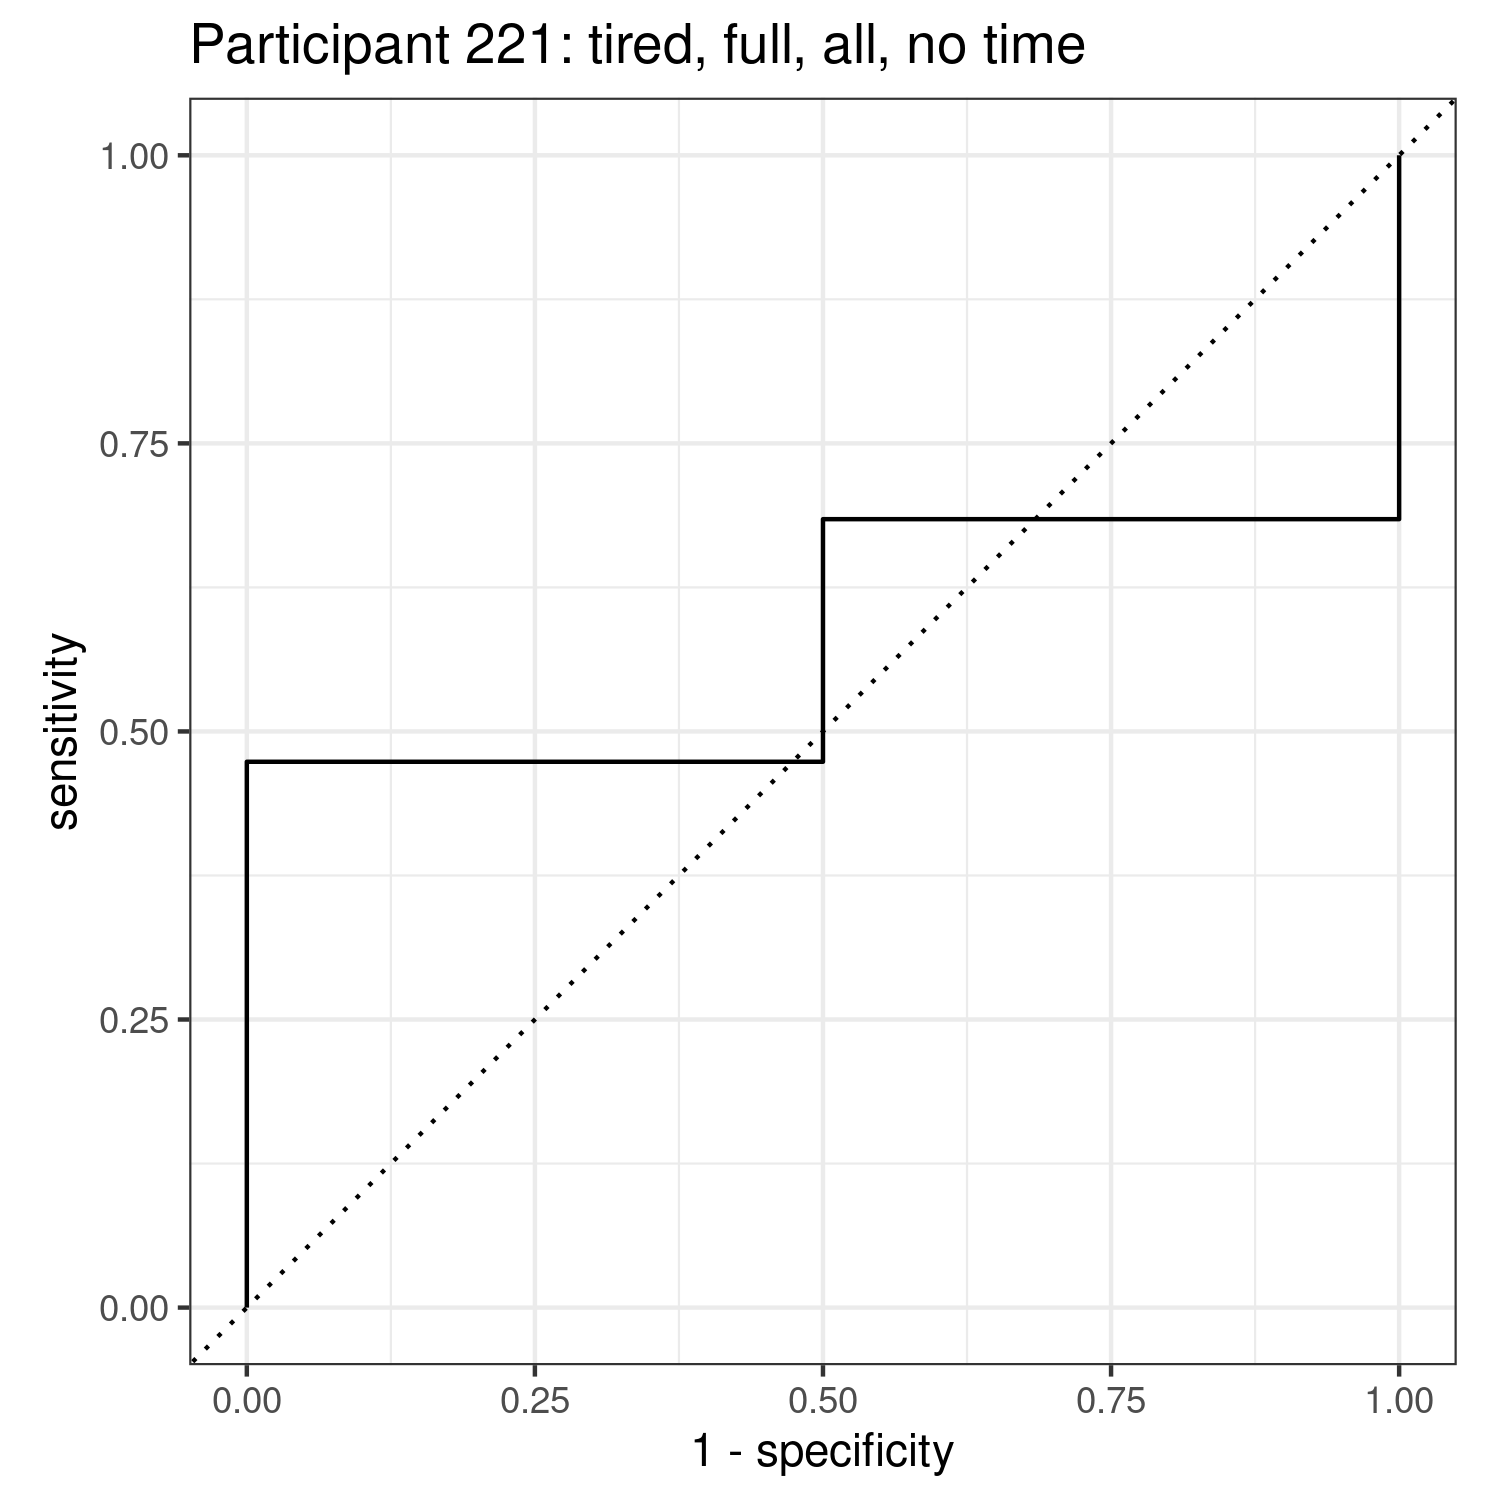 Participant 221: tired, full, all, no time
1.00
0.75
0.50
0.25
0.00
sensitivity
0.00 0.25 0.50 0.75 1.00
1 - specificity